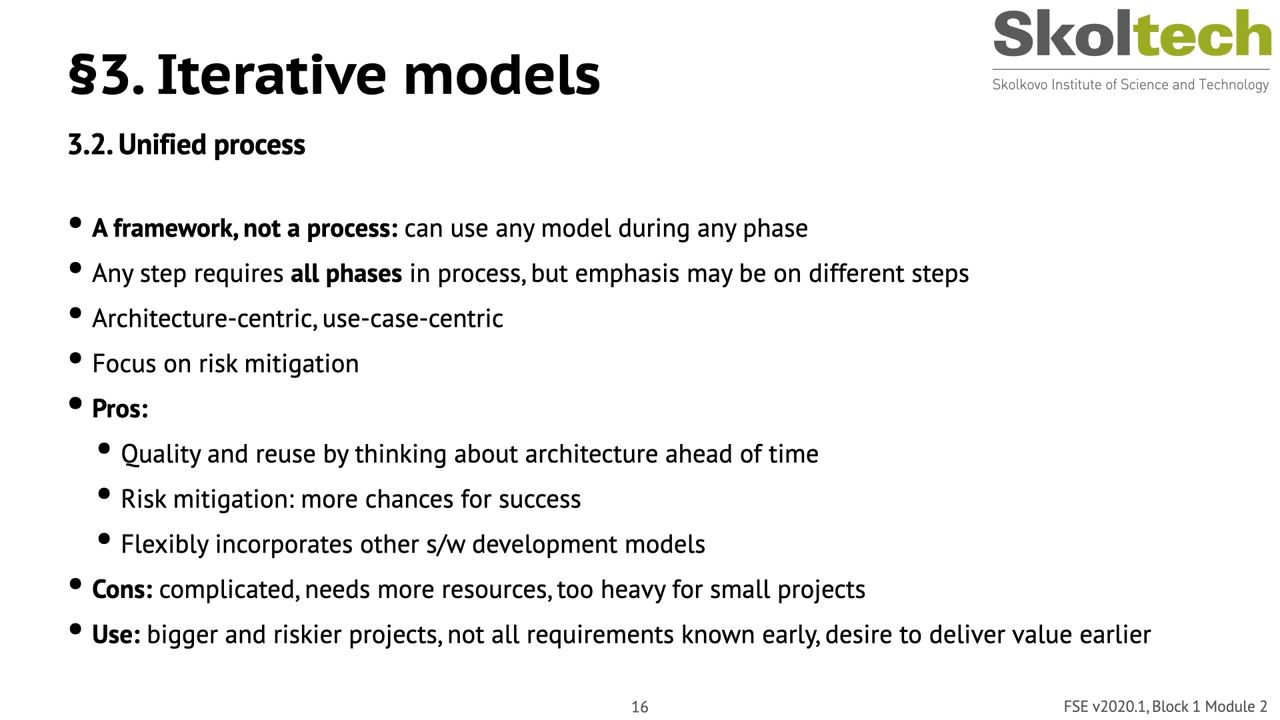 Skoltech
Skolkovo Institute of Science and Technology
§3. Iterative models
3.2. Unified process
• A framework, not a process: can use any model during any phase
• Any step requires all phases in process, but emphasis may be on different steps
• Architecture-centric, use-case-centric
• Focus on risk mitigation
• Pros:
• Quality and reuse by thinking about architecture ahead of time
• Risk mitigation: more chances for success
• Flexibly incorporates other s/w development models
• Cons: complicated, needs more resources, too heavy for small projects
• Use: bigger and riskier projects, not all requirements known early, desire to deliver value earlier
16
FSE v2020.1, Block 1 Module 2